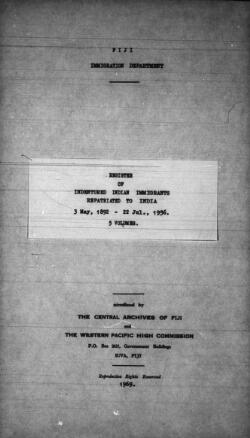 FIJI
IMMIGRATION DEPARTMENT
REGISTER
OF
INDENTURED INDIAN IMMIGRANTS
REPATRIATED TO INDIA
3 May, 1892 - 22 Jul., 1936.
5 VOLUMES.
microfilmed by
THE CENTRAL ARCHIVES OF FIJI
and
THE WESTERN PACIFIC HIGH COMMISSION
P.O. Box Government Buildings
SUVA, FIJI
Reproduction Rights Reserved
1969.